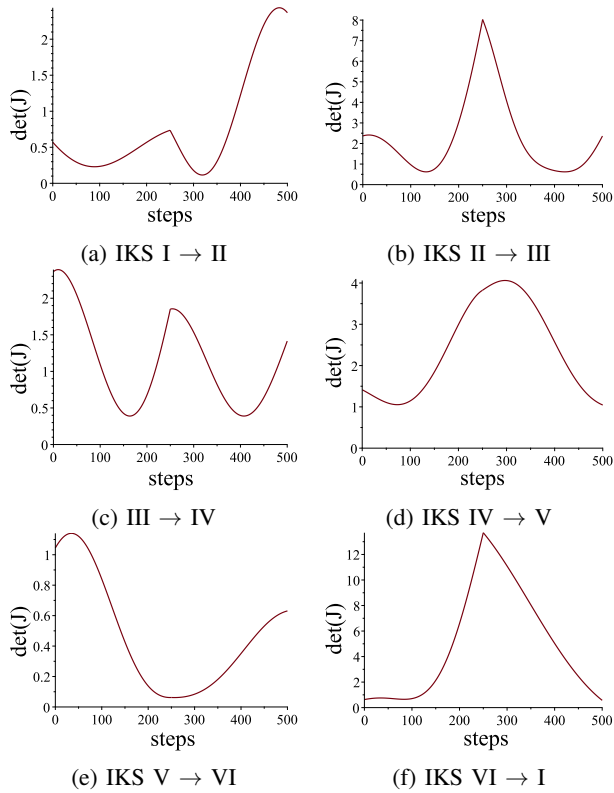 2
1.5
det(J)
1
0.5
0
0 100 200 300 400 500
steps
(a) IKS I → II
8
7
6
5
det(J)
4
3
2
1
0
0 100 200 300 400 500
steps
(b) IKS II → III
2
1.5
det(J)
1
0.5
0
0 100 200 300 400 500
steps
(c) III → IV
4
3
det(J)
2
1
0
0 100 200 300 400 500
steps
(d) IKS IV → V
1
0.8
0.6
det(J)
0.4
0.2
0
0 100 200 300 400 500
steps
(e) IKS V → VI
12
10
8
det(J)
6
4
2
0
0 100 200 300 400 500
steps
(f) IKS VI → I